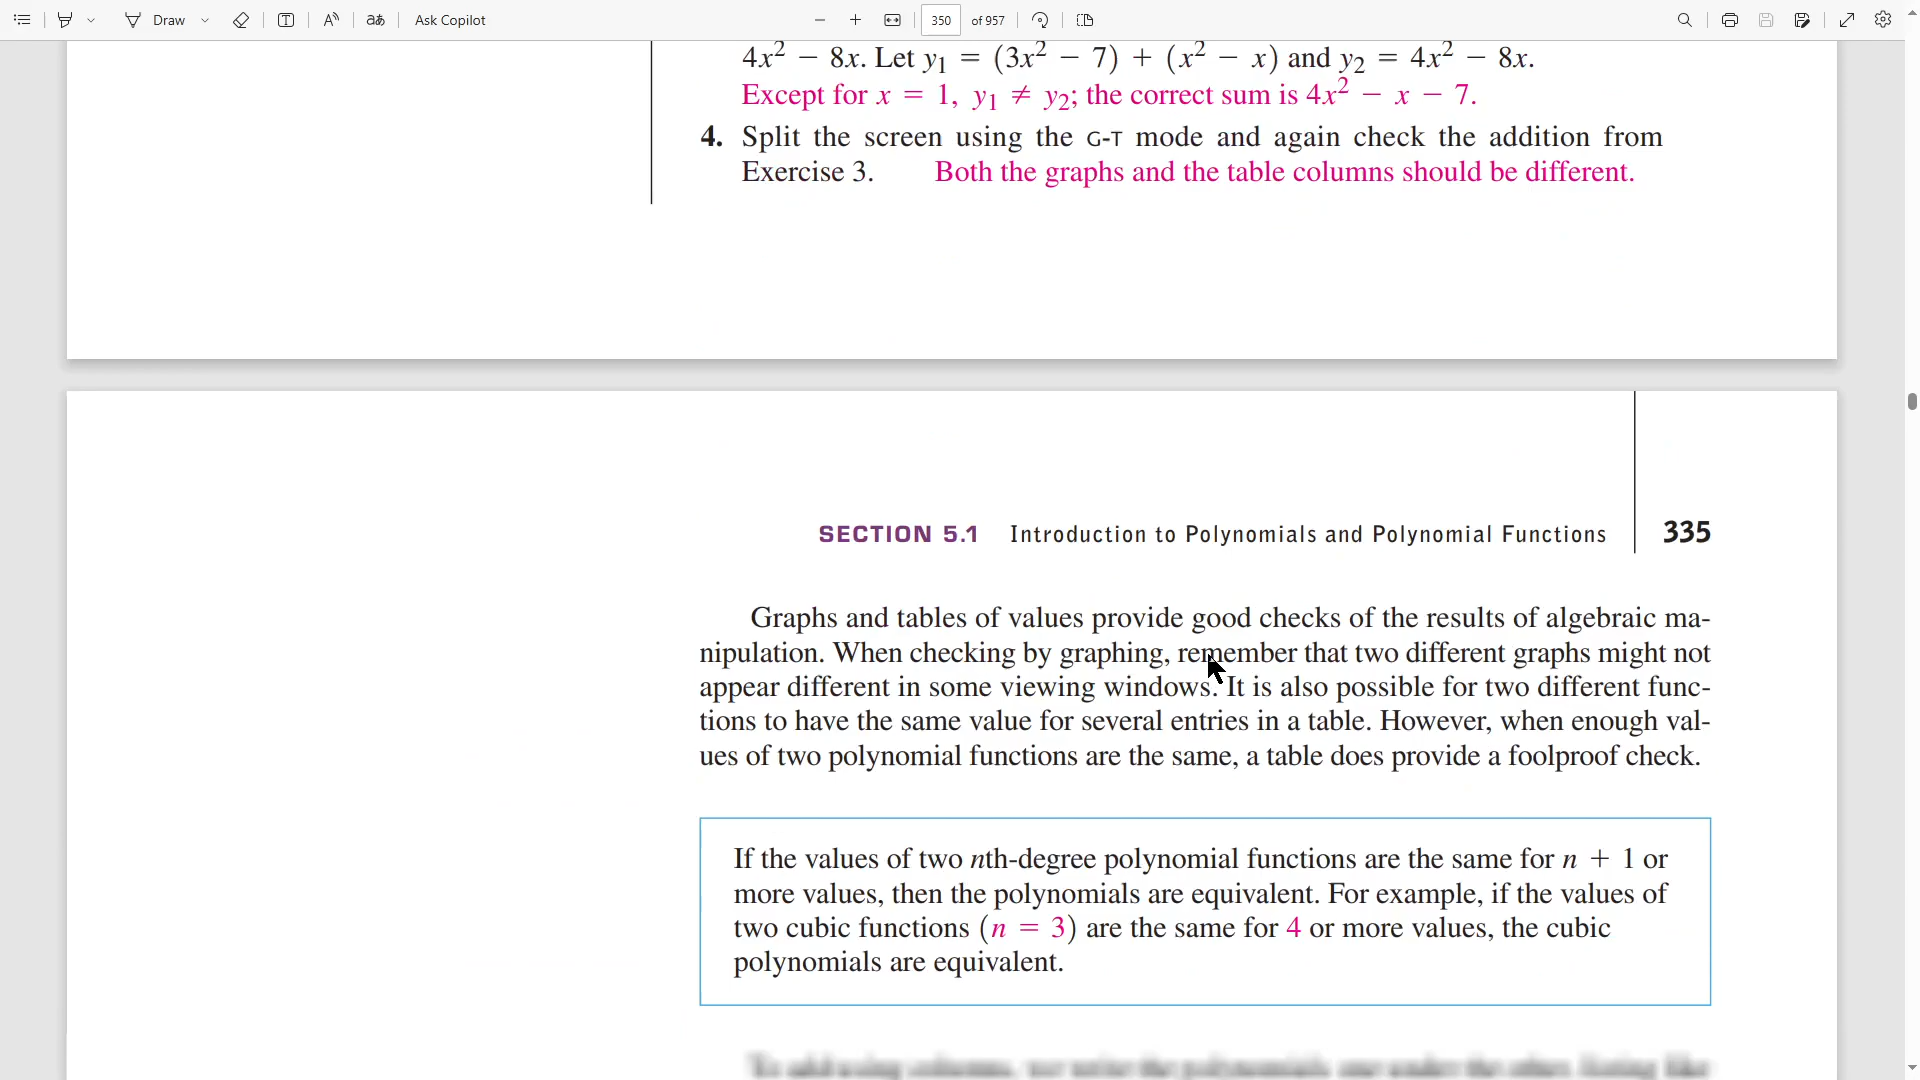 Draw
Ask Copilot
350 of 957
4x² − 8x. Let y₁ = (3x² − 7) + (x² − x) and y₂ = 4x² − 8x.
Except for x = 1, y₁ ≠ y₂; the correct sum is 4x² − x − 7.
4. Split the screen using the G-T mode and again check the addition from
Exercise 3. Both the graphs and the table columns should be different.
SECTION 5.1 Introduction to Polynomials and Polynomial Functions 335
Graphs and tables of values provide good checks of the results of algebraic ma-
nipulation. When checking by graphing, remember that two different graphs might not
appear different in some viewing windows. It is also possible for two different func-
tions to have the same value for several entries in a table. However, when enough val-
ues of two polynomial functions are the same, a table does provide a foolproof check.
If the values of two nth-degree polynomial functions are the same for n + 1 or
more values, then the polynomials are equivalent. For example, if the values of
two cubic functions (n = 3) are the same for 4 or more values, the cubic
polynomials are equivalent.